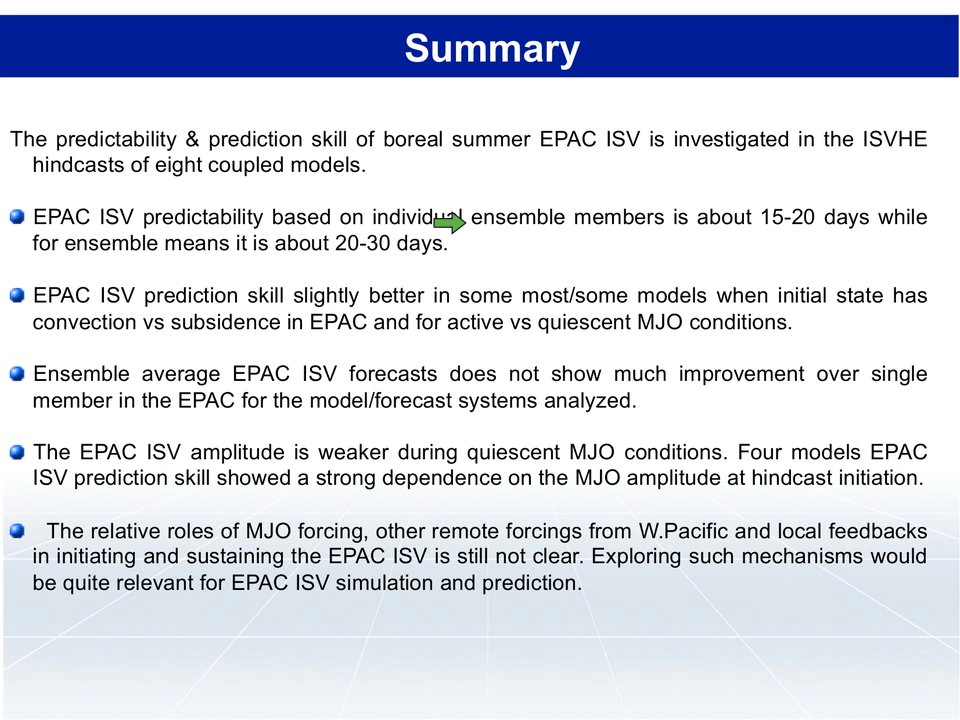 Summary
The predictability & prediction skill of boreal summer EPAC ISV is investigated in the ISVHE
hindcasts of eight coupled models.
EPAC ISV predictability based on individual ensemble members is about 15-20 days while
for ensemble means it is about 20-30 days.
EPAC ISV prediction skill slightly better in some most/some models when initial state has
convection vs subsidence in EPAC and for active vs quiescent MJO conditions.
Ensemble average EPAC ISV forecasts does not show much improvement over single
member in the EPAC for the model/forecast systems analyzed.
The EPAC ISV amplitude is weaker during quiescent MJO conditions. Four models EPAC
ISV prediction skill showed a strong dependence on the MJO amplitude at hindcast initiation.
The relative roles of MJO forcing, other remote forcings from W.Pacific and local feedbacks
in initiating and sustaining the EPAC ISV is still not clear. Exploring such mechanisms would
be quite relevant for EPAC ISV simulation and prediction.